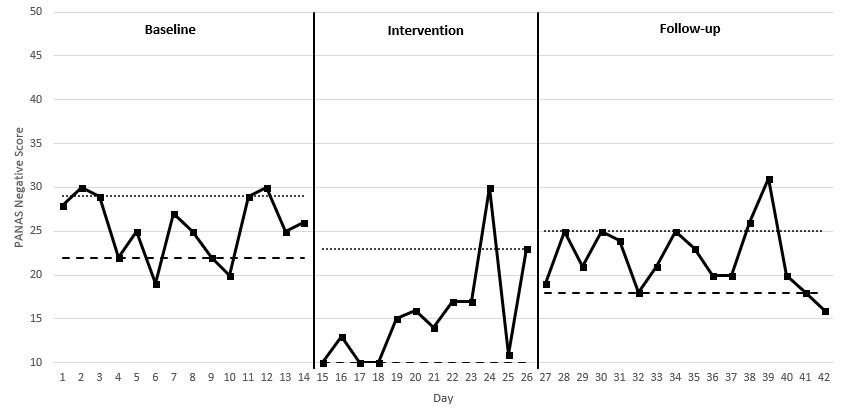 Baseline
Intervention
Follow-up
PANAS Negative Score
50
45
40
35
30
25
20
15
10
1 2 3 4 5 6 7 8 9 10 11 12 13 14 15 16 17 18 19 20 21 22 23 24 25 26 27 28 29 30 31 32 33 34 35 36 37 38 39 40 41 42
Day